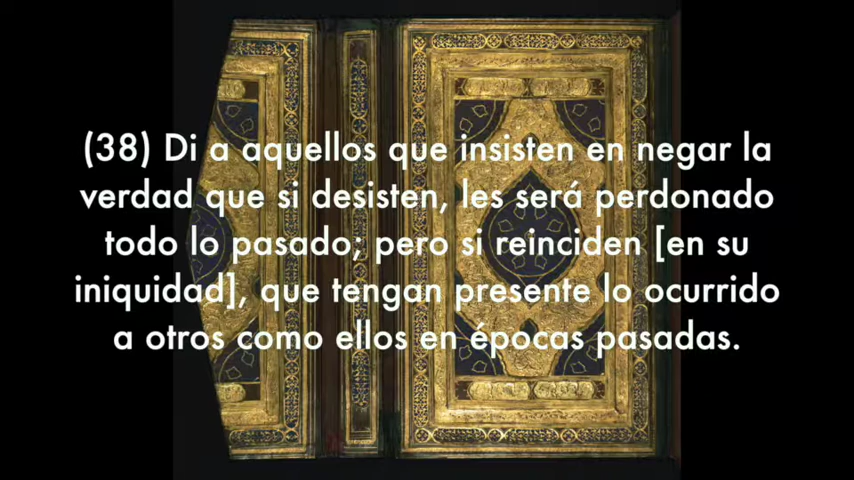 (38) Di a aquellos que insisten en negar la
verdad que si desisten, les será perdonado
todo lo pasado; pero si reinciden [en su
iniquidad], que tengan presente lo ocurrido
a otros como ellos en épocas pasadas.